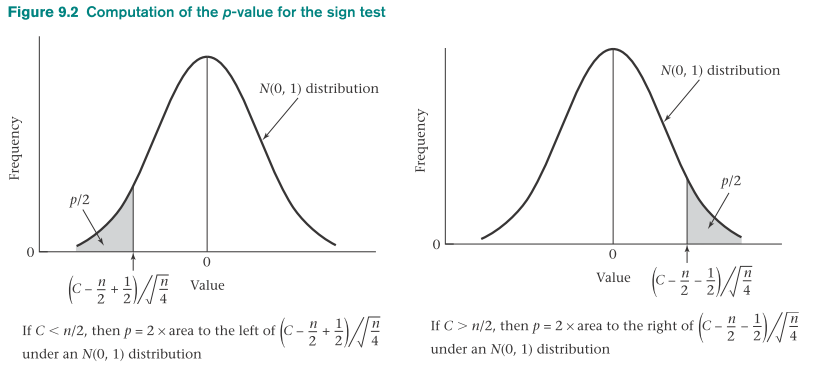 Figure 9.2 Computation of the p-value for the sign test
Frequency
N(0, 1) distribution
p/2
0
0
(C − n/2 + 1/2)/√(n/4)
Value
If C < n/2, then p = 2 × area to the left of (C − n/2 + 1/2)/√(n/4)
under an N(0, 1) distribution
Frequency
N(0, 1) distribution
p/2
0
0
Value
(C − n/2 − 1/2)/√(n/4)
If C > n/2, then p = 2 × area to the right of (C − n/2 − 1/2)/√(n/4)
under an N(0, 1) distribution